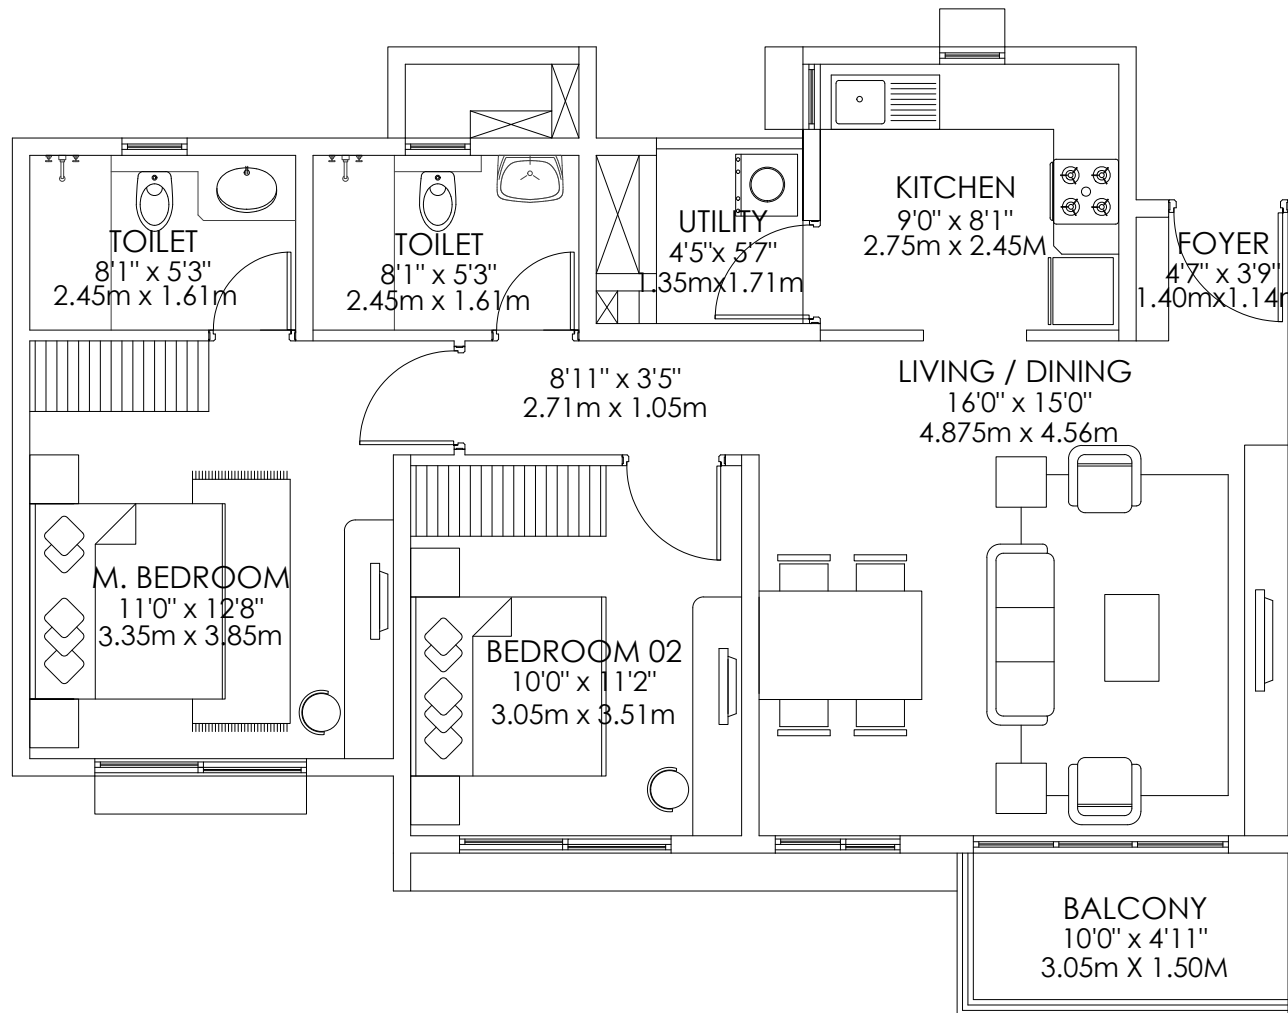 KITCHEN
9'0" x 8'1"
2.75m x 2.45M
UTILITY
4'5"x 5'7"
1.35mx1.71m
TOILET
8'1" x 5'3"
2.45m x 1.61m
TOILET
8'1" x 5'3"
2.45m x 1.61m
FOYER
4'7" x 3'9"
1.40mx1.14m
8'11" x 3'5"
2.71m x 1.05m
LIVING / DINING
16'0" x 15'0"
4.875m x 4.56m
M. BEDROOM
11'0" x 12'8"
3.35m x 3.85m
BEDROOM 02
10'0" x 11'2"
3.05m x 3.51m
BALCONY
10'0" x 4'11"
3.05m X 1.50M